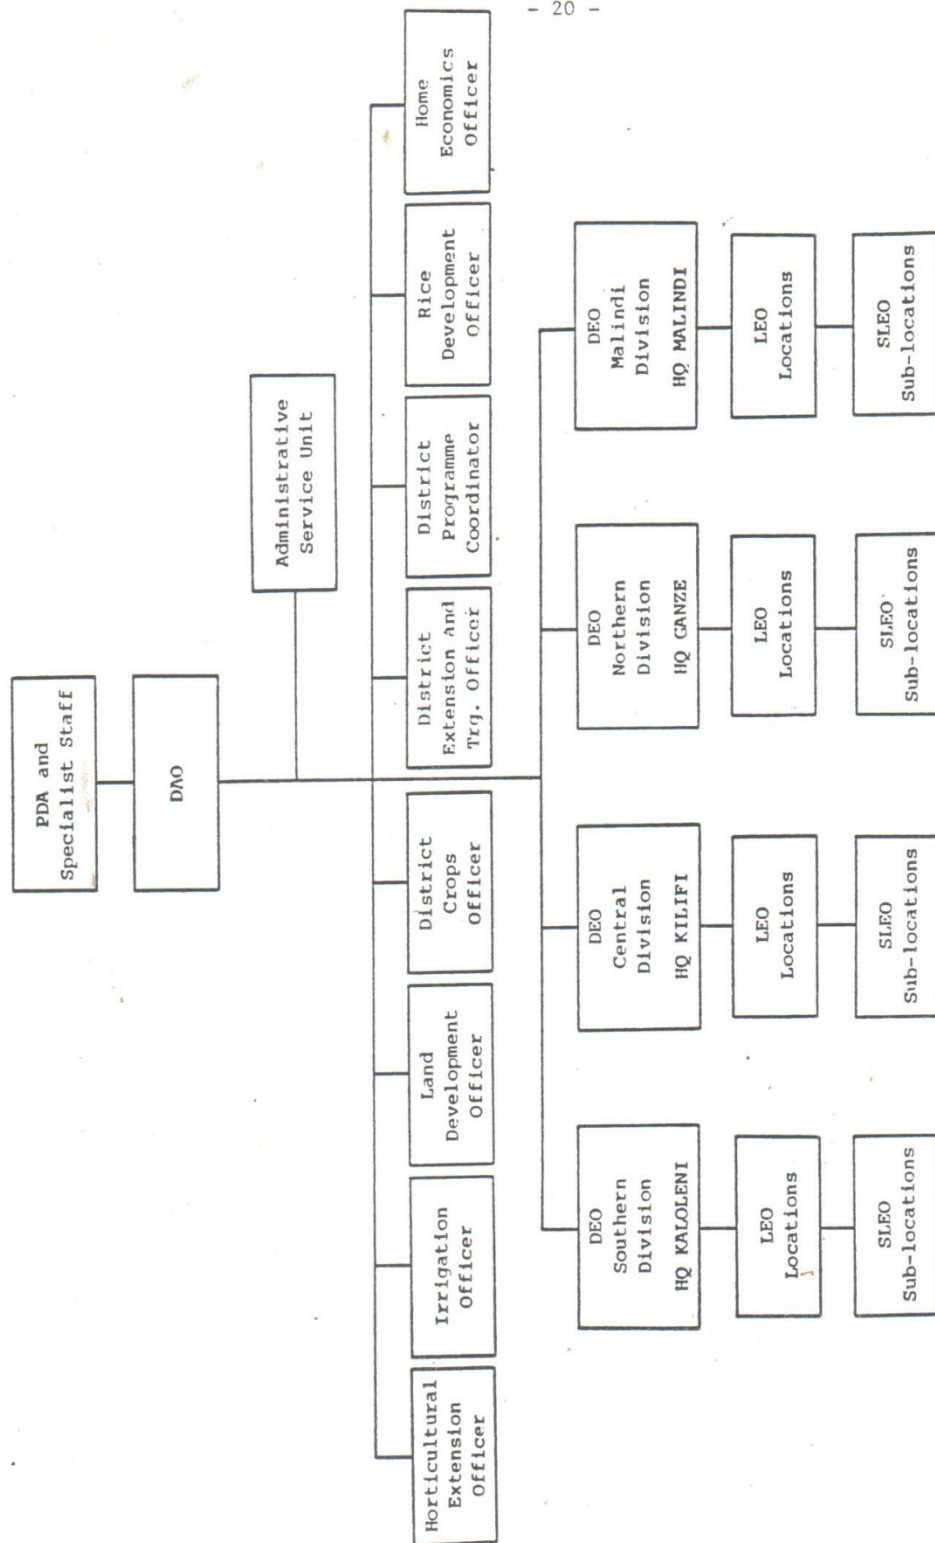 - 20 -
PDA and
Specialist Staff
DAO
Administrative
Service Unit
Horticultural
Extension
Officer
Irrigation
Officer
Land
Development
Officer
District
Crops
Officer
District
Extension and
Trg. Officer
District
Programme
Coordinator
Rice
Development
Officer
Home
Economics
Officer
DEO
Southern
Division
HQ KALOLENI
DEO
Central
Division
HQ KILIFI
DEO
Northern
Division
HQ GANZE
DEO
Malindi
Division
HQ MALINDI
LEO
Locations
LEO
Locations
LEO
Locations
LEO
Locations
SLEO
Sub-locations
SLEO
Sub-locations
SLEO
Sub-locations
SLEO
Sub-locations